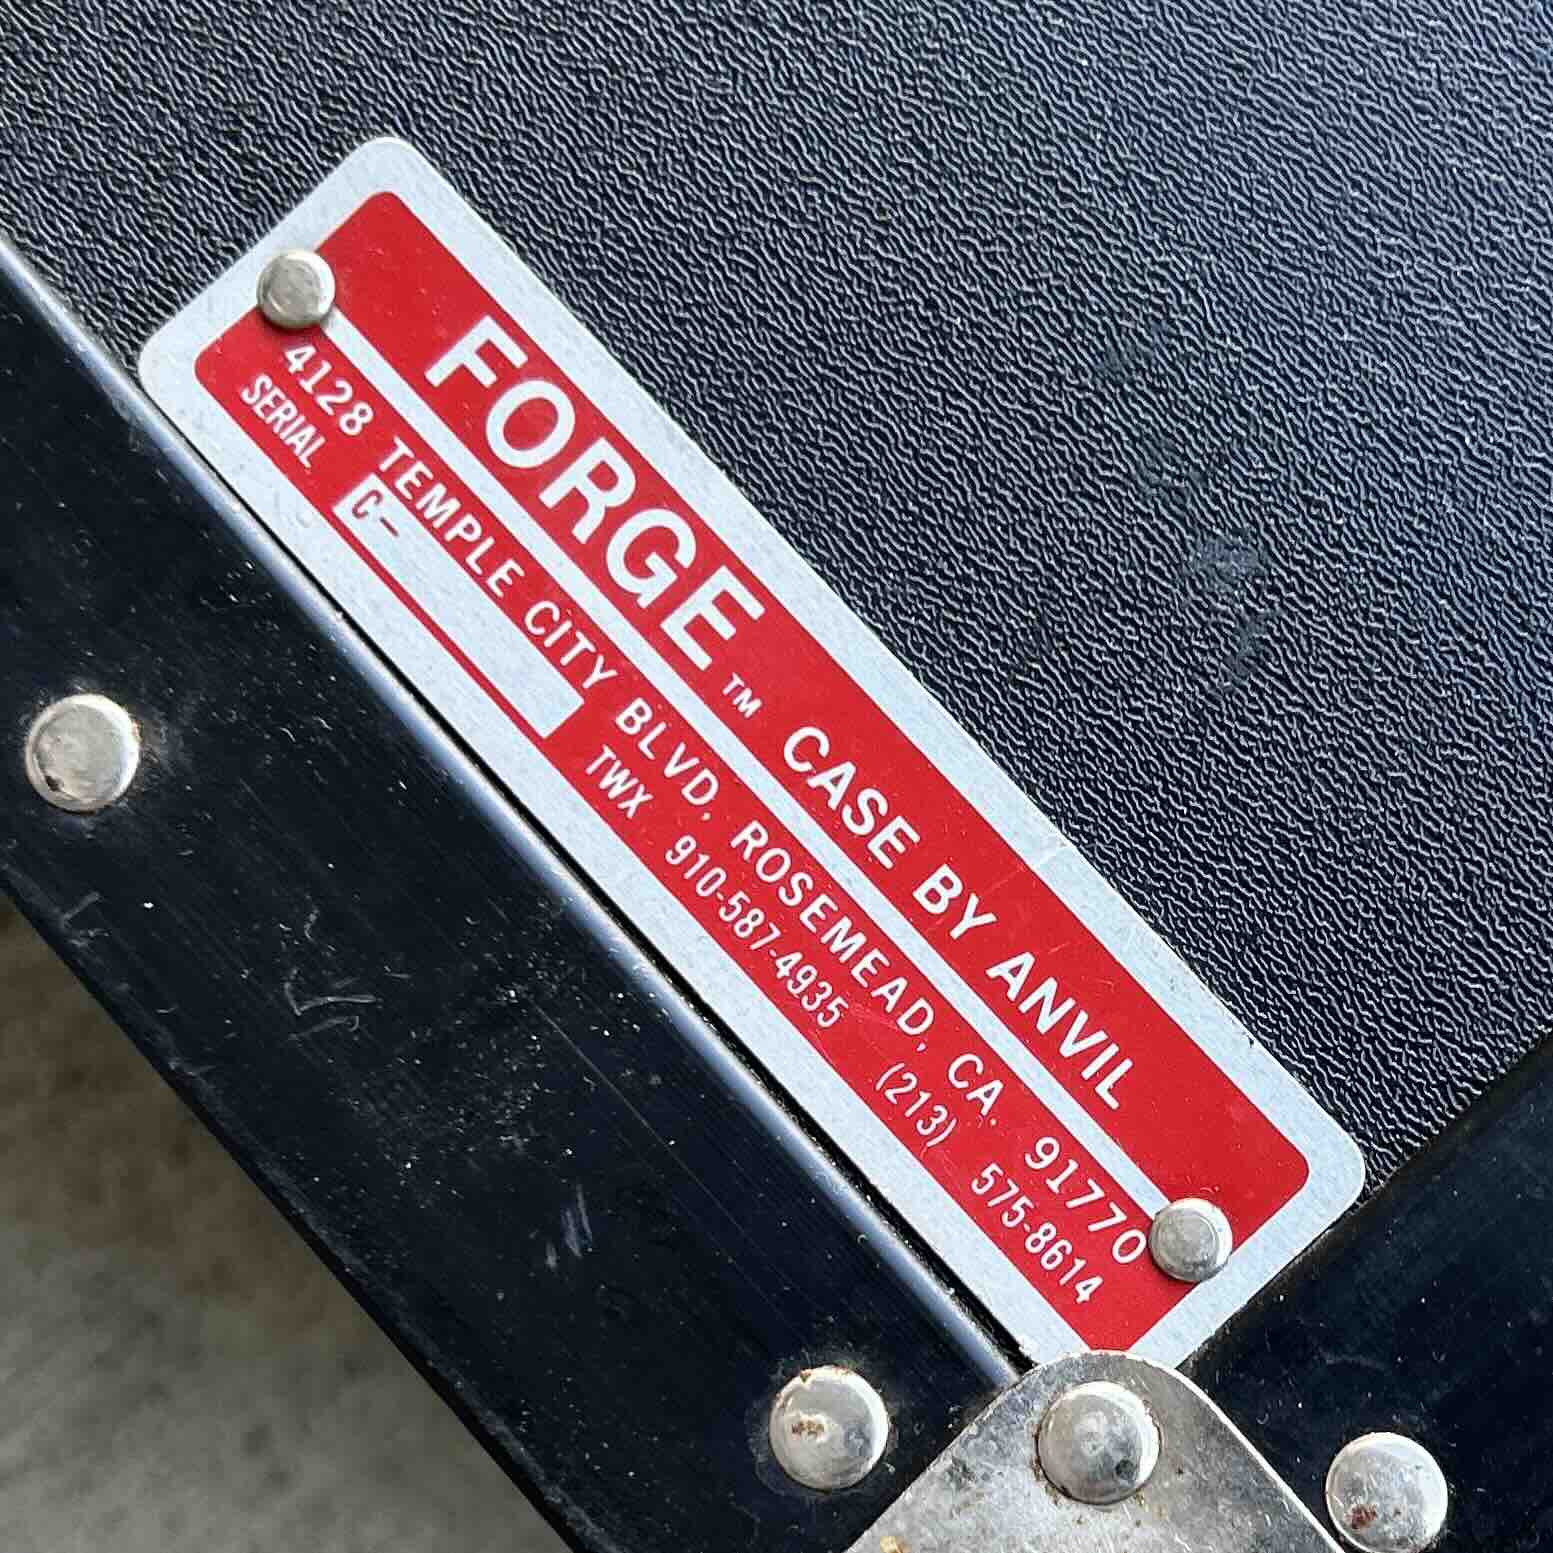 FORGE™ CASE BY ANVIL
4128 TEMPLE CITY BLVD, ROSEMEAD, CA. 91770
SERIAL C- TWX 910-587-4935 (213) 575-8614